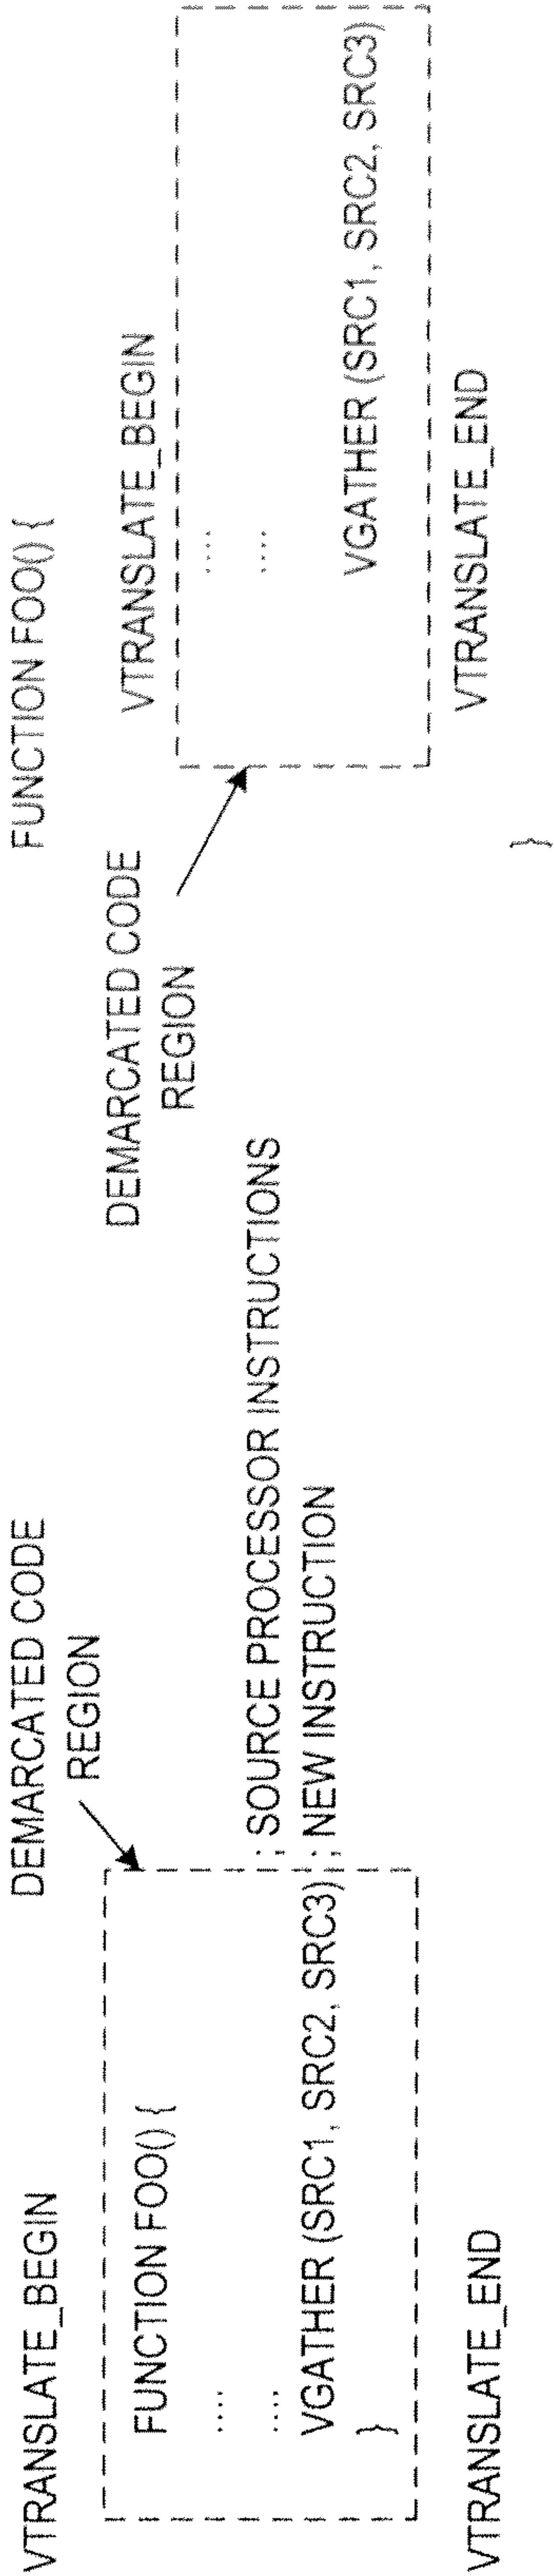 VTRANSLATE_BEGIN
DEMARCATED CODE
REGION
FUNCTION FOO() {
....
.... ; SOURCE PROCESSOR INSTRUCTIONS
VGATHER (SRC1, SRC2, SRC3) ; NEW INSTRUCTION
}
VTRANSLATE_END
FUNCTION FOO() {
DEMARCATED CODE
REGION
VTRANSLATE_BEGIN
....
....
VGATHER (SRC1, SRC2, SRC3)
VTRANSLATE_END
}